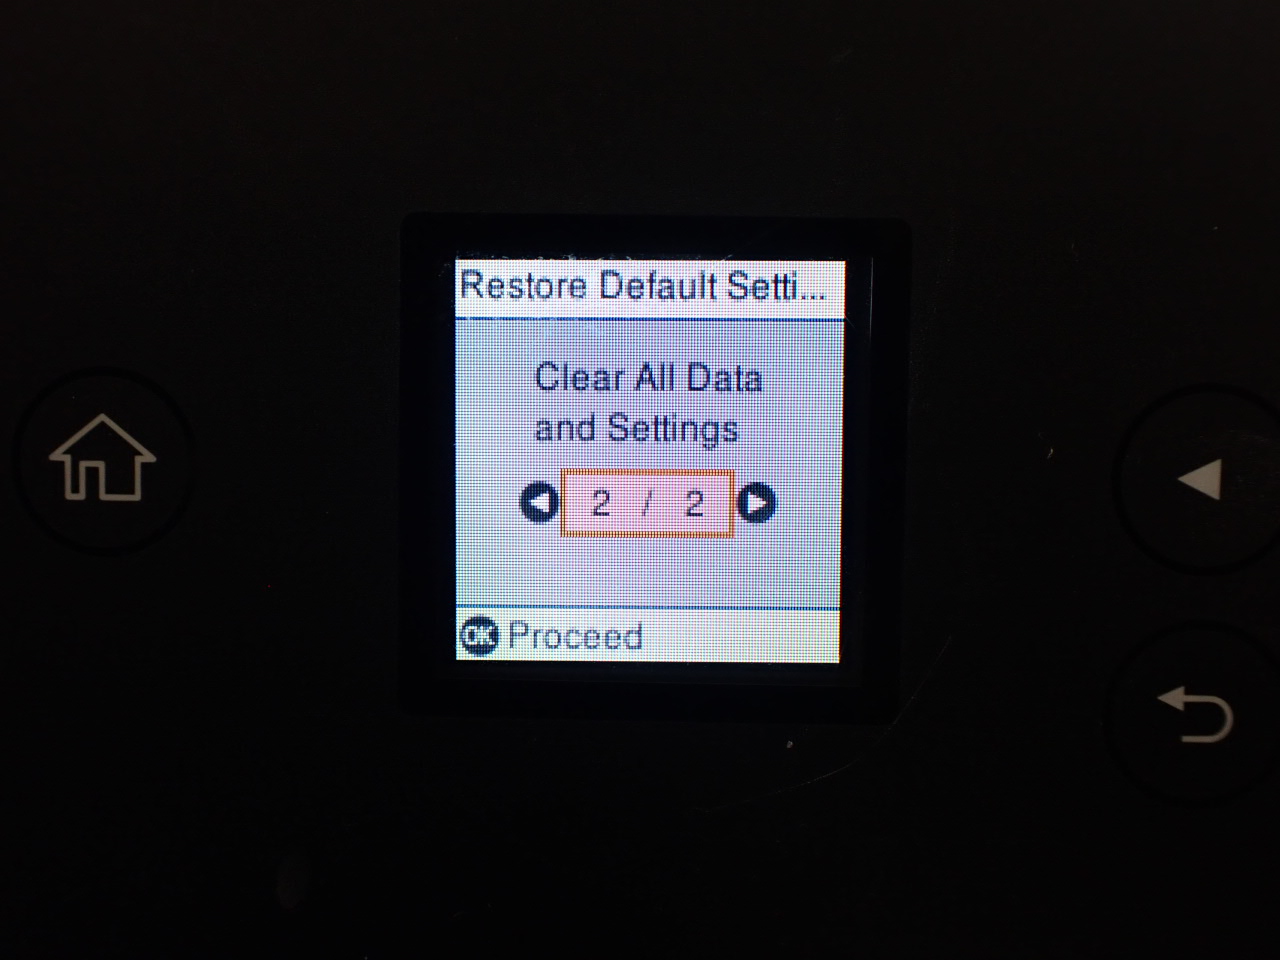 Restore Default Setti...
Clear All Data
and Settings
2 / 2
OK Proceed